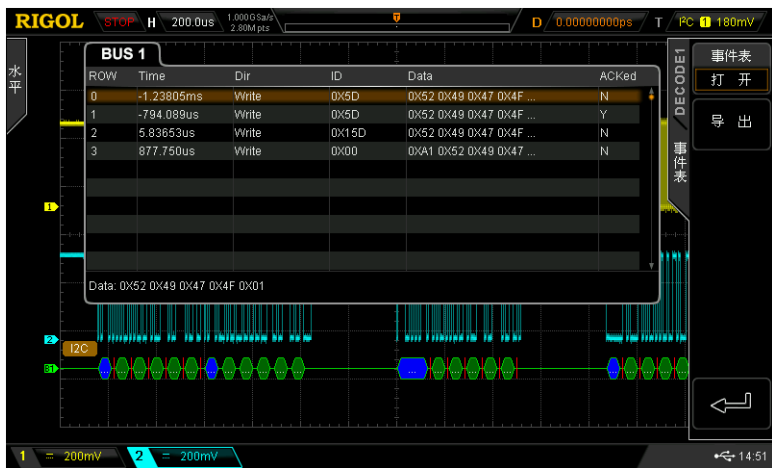 RIGOL STOP H 200.0us 1.000GSa/s 2.80M pts D 0.00000000ps T I²C 1 180mV
水平
BUS 1
ROW Time Dir ID Data ACKed
0 -1.23805ms Write 0X5D 0X52 0X49 0X47 0X4F ... N
1 -794.089us Write 0X5D 0X52 0X49 0X47 0X4F ... Y
2 5.83653us Write 0X15D 0X52 0X49 0X47 0X4F ... N
3 877.750us Write 0X00 0XA1 0X52 0X49 0X47 ... N
Data: 0X52 0X49 0X47 0X4F 0X01
DECODE1
事件表
事件表
打 开
导 出
1
2
I2C
B1
1 = 200mV 2 = 200mV 14:51